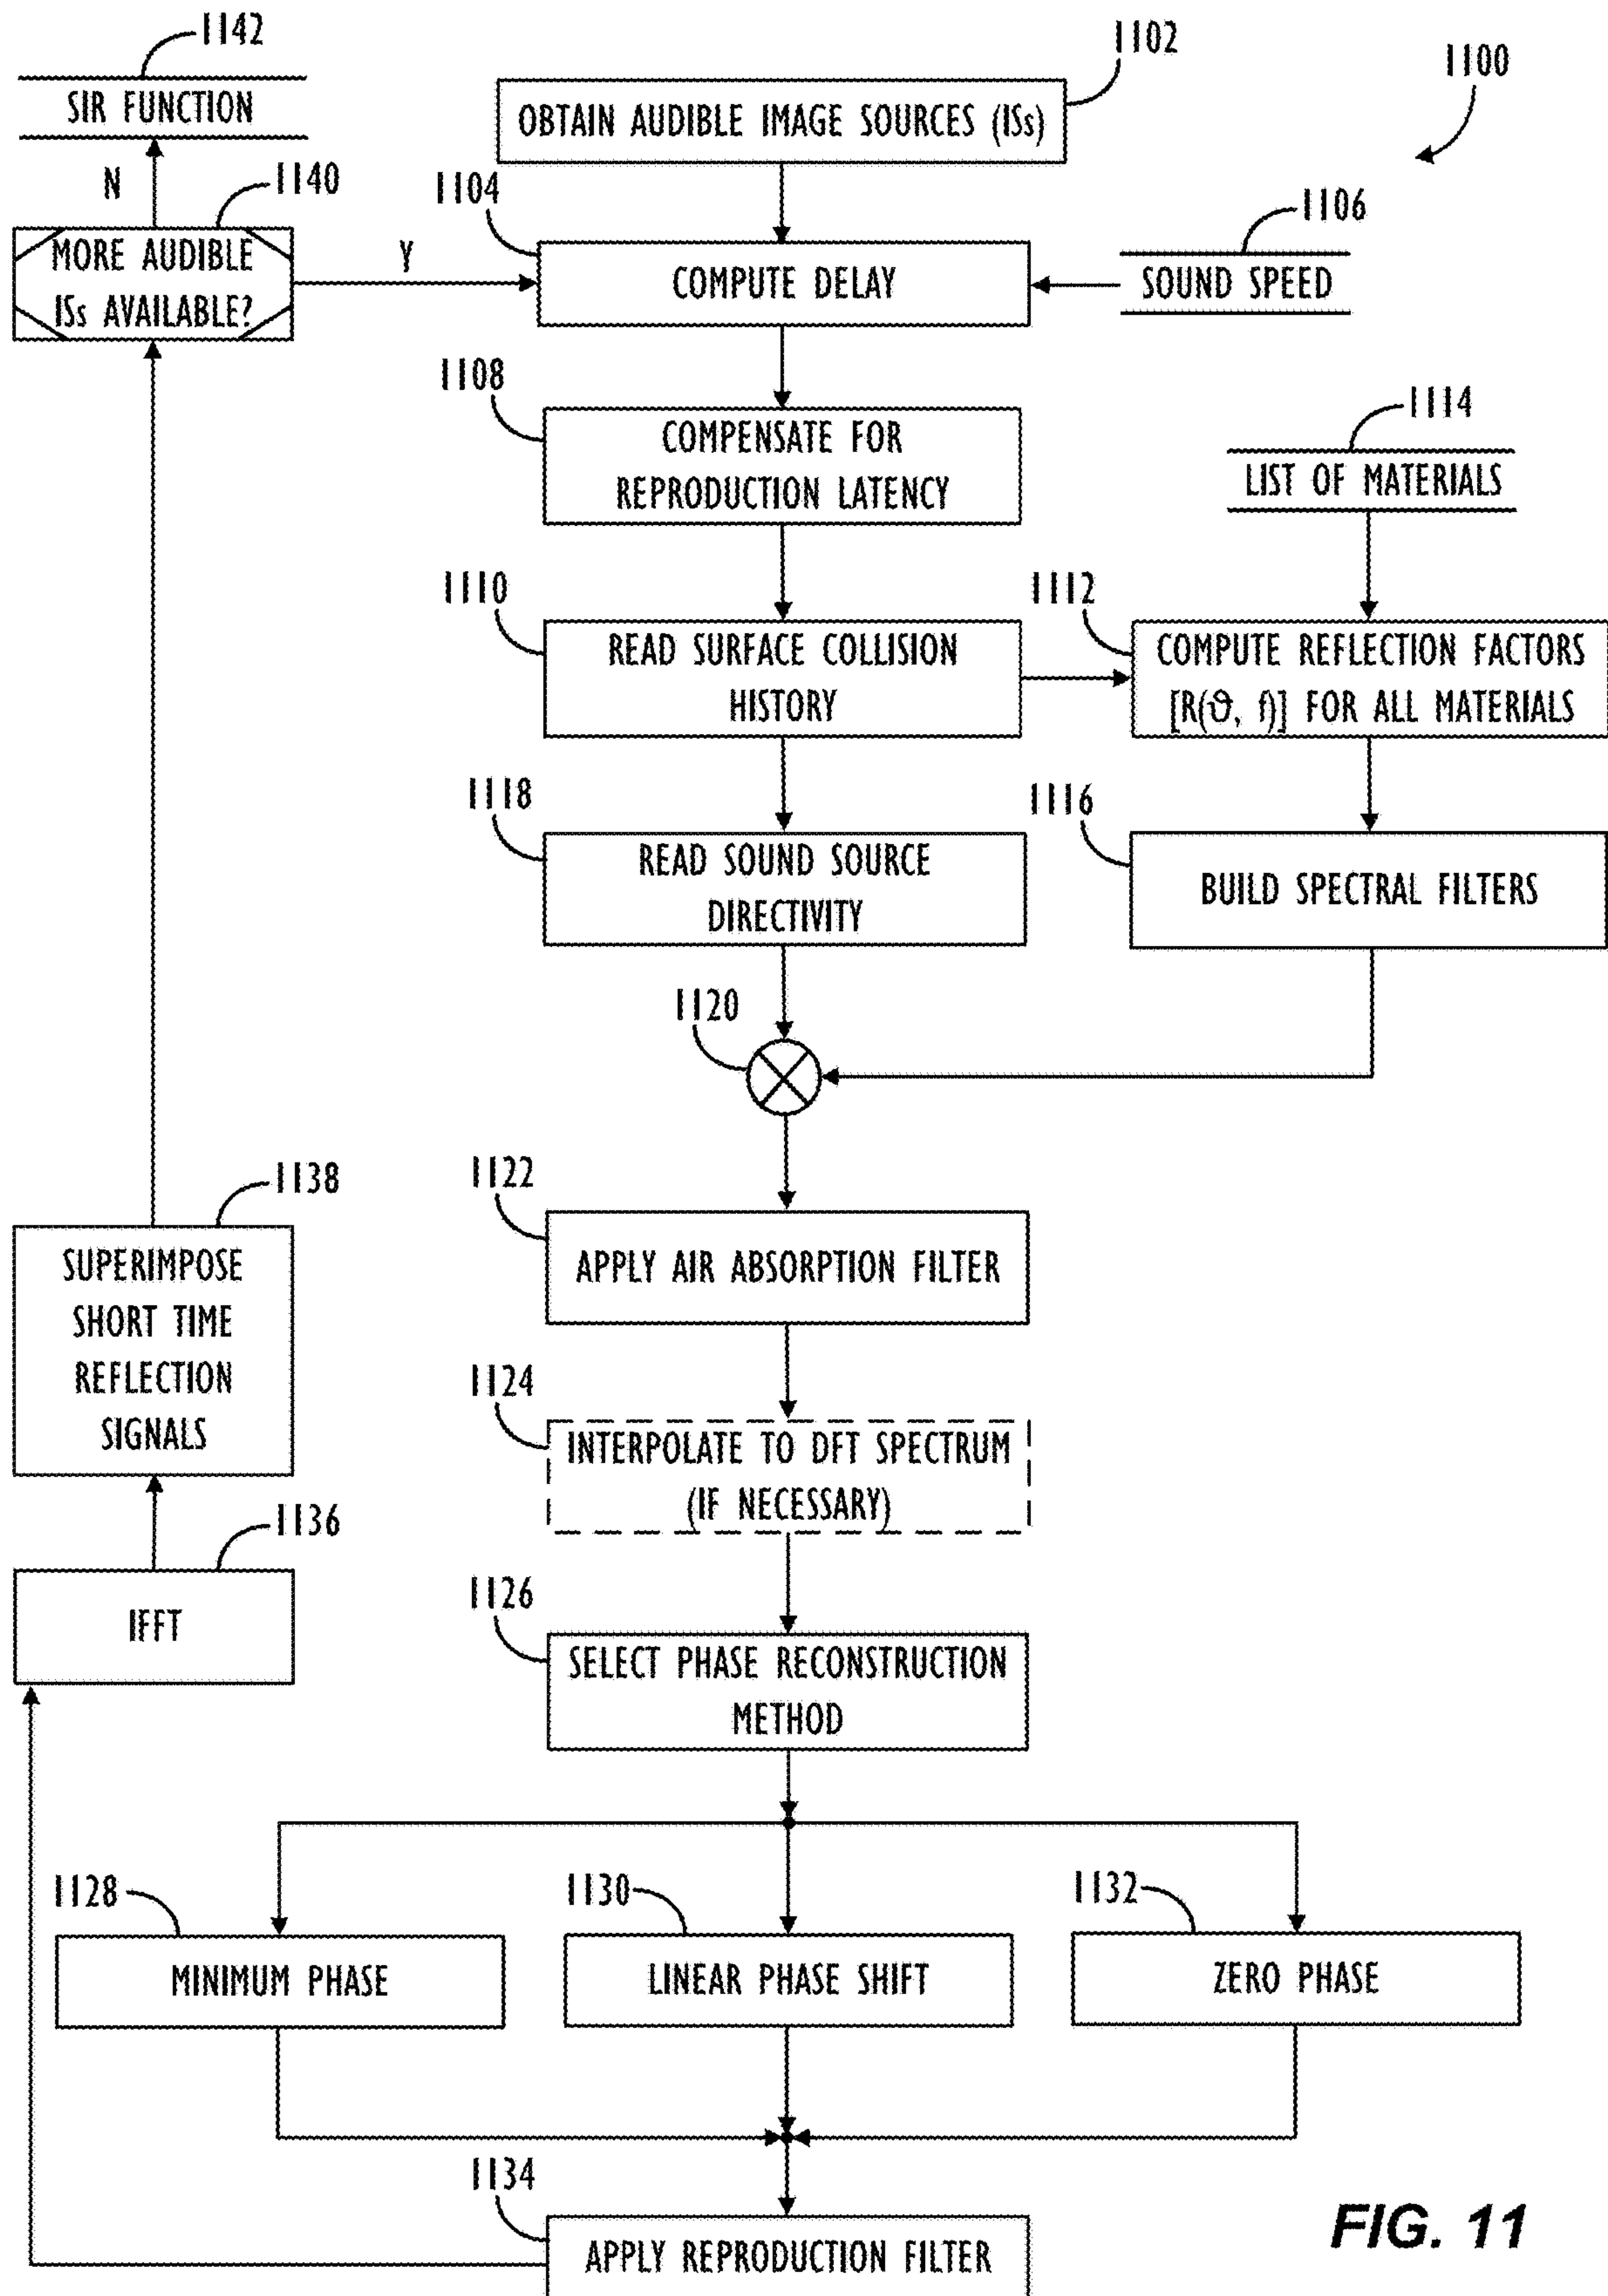 1142
SIR FUNCTION
N
1140
MORE AUDIBLE
ISs AVAILABLE?
Y
1102
OBTAIN AUDIBLE IMAGE SOURCES (ISs)
1100
1104
COMPUTE DELAY
1106
SOUND SPEED
1108
COMPENSATE FOR
REPRODUCTION LATENCY
1114
LIST OF MATERIALS
1110
READ SURFACE COLLISION
HISTORY
1112
COMPUTE REFLECTION FACTORS
[R(ϑ, f)] FOR ALL MATERIALS
1118
READ SOUND SOURCE
DIRECTIVITY
1116
BUILD SPECTRAL FILTERS
1120
1122
APPLY AIR ABSORPTION FILTER
1138
SUPERIMPOSE
SHORT TIME
REFLECTION
SIGNALS
1124
INTERPOLATE TO DFT SPECTRUM
(IF NECESSARY)
1136
IFFT
1126
SELECT PHASE RECONSTRUCTION
METHOD
1128
MINIMUM PHASE
1130
LINEAR PHASE SHIFT
1132
ZERO PHASE
1134
APPLY REPRODUCTION FILTER
FIG. 11